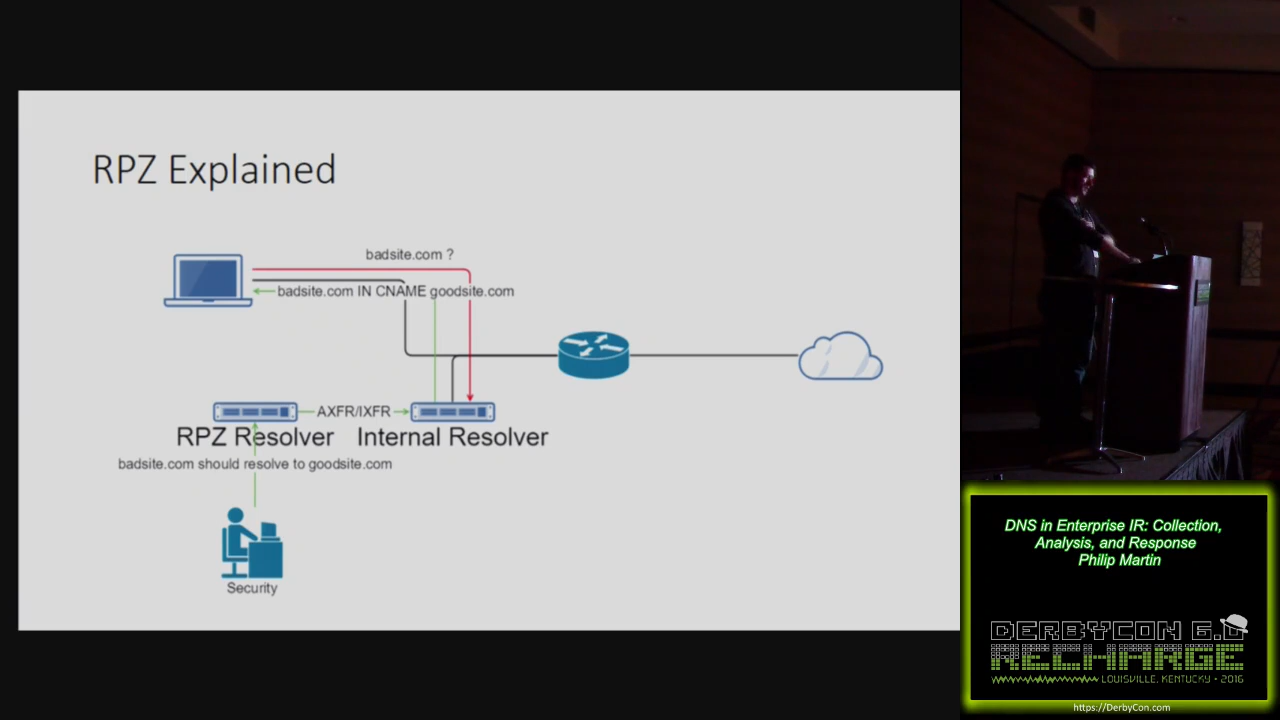 RPZ Explained
badsite.com ?
badsite.com IN CNAME goodsite.com
AXFR/IXFR
RPZ Resolver
Internal Resolver
badsite.com should resolve to goodsite.com
Security
DNS in Enterprise IR: Collection,
Analysis, and Response
Philip Martin
DERBYCON 6.0
RECHARGE
LOUISVILLE, KENTUCKY • 2016
https://DerbyCon.com